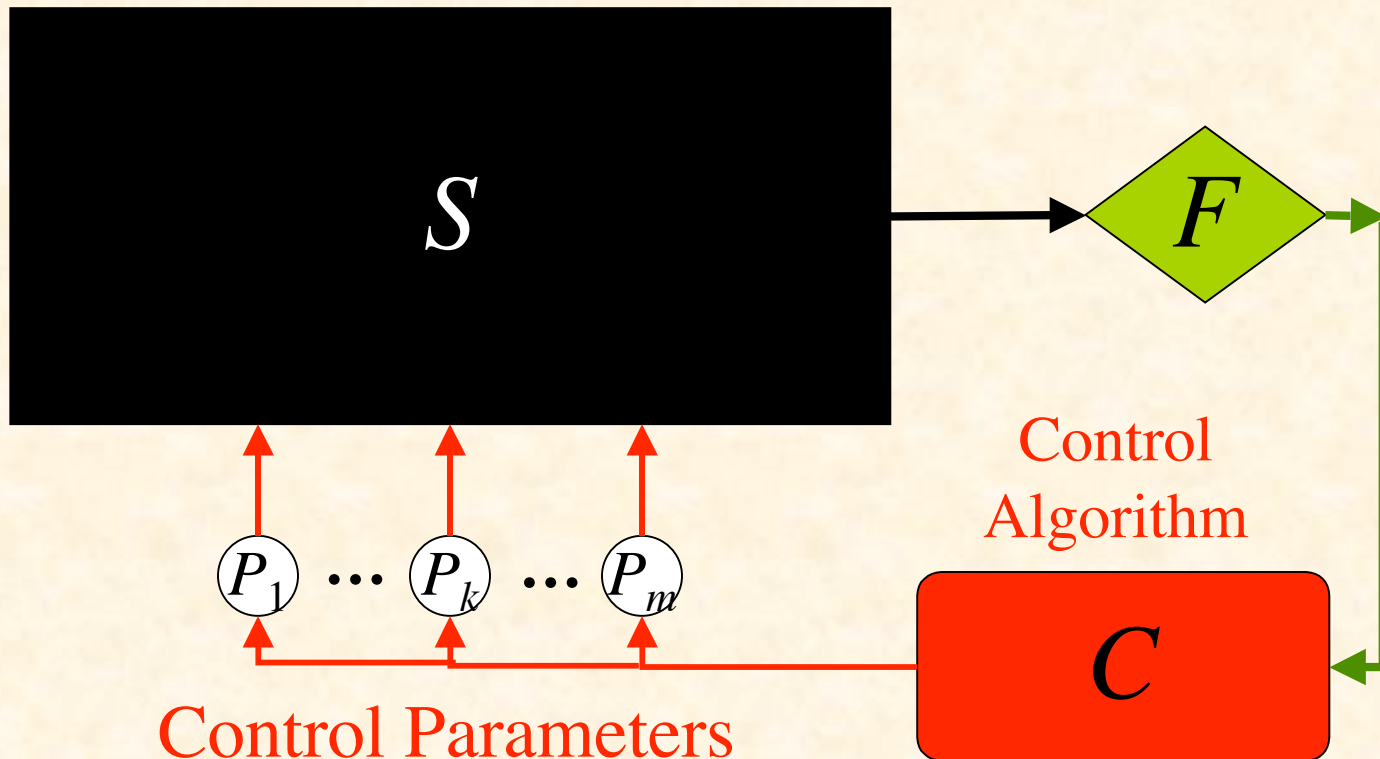 S
F
Control
Algorithm
P₁ ... Pₖ ... Pₘ
C
Control Parameters